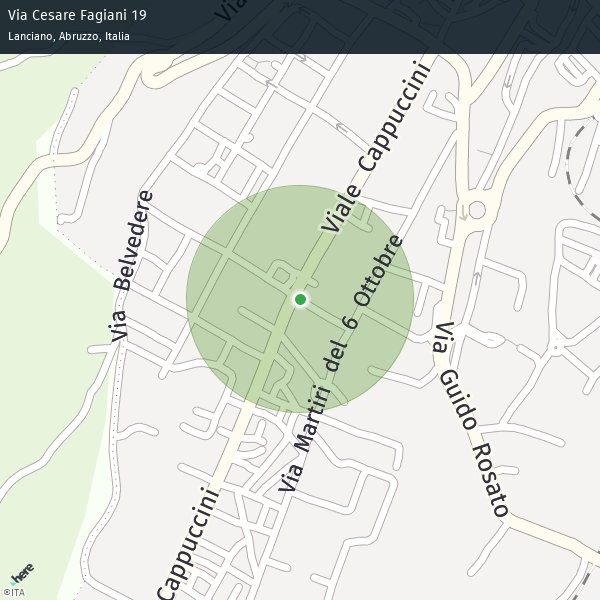 Via Cesare Fagiani 19
Lanciano, Abruzzo, Italia
Via
Viale Cappuccini
Via Belvedere
Via Martiri del 6 Ottobre
Via Guido Rosato
Cappuccini
here
©ITA